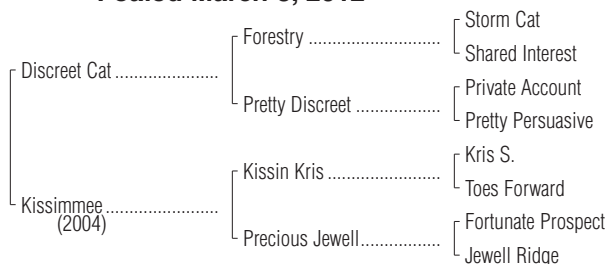 Foaled March 2012
Storm Cat
Forestry ................................
Shared Interest
Discreet Cat .........................
Private Account
Pretty Discreet .....................
Pretty Persuasive
Kris S.
Kissin Kris ...........................
Toes Forward
Kissimmee ...........................
(2004)
Fortunate Prospect
Precious Jewell....................
Jewell Ridge